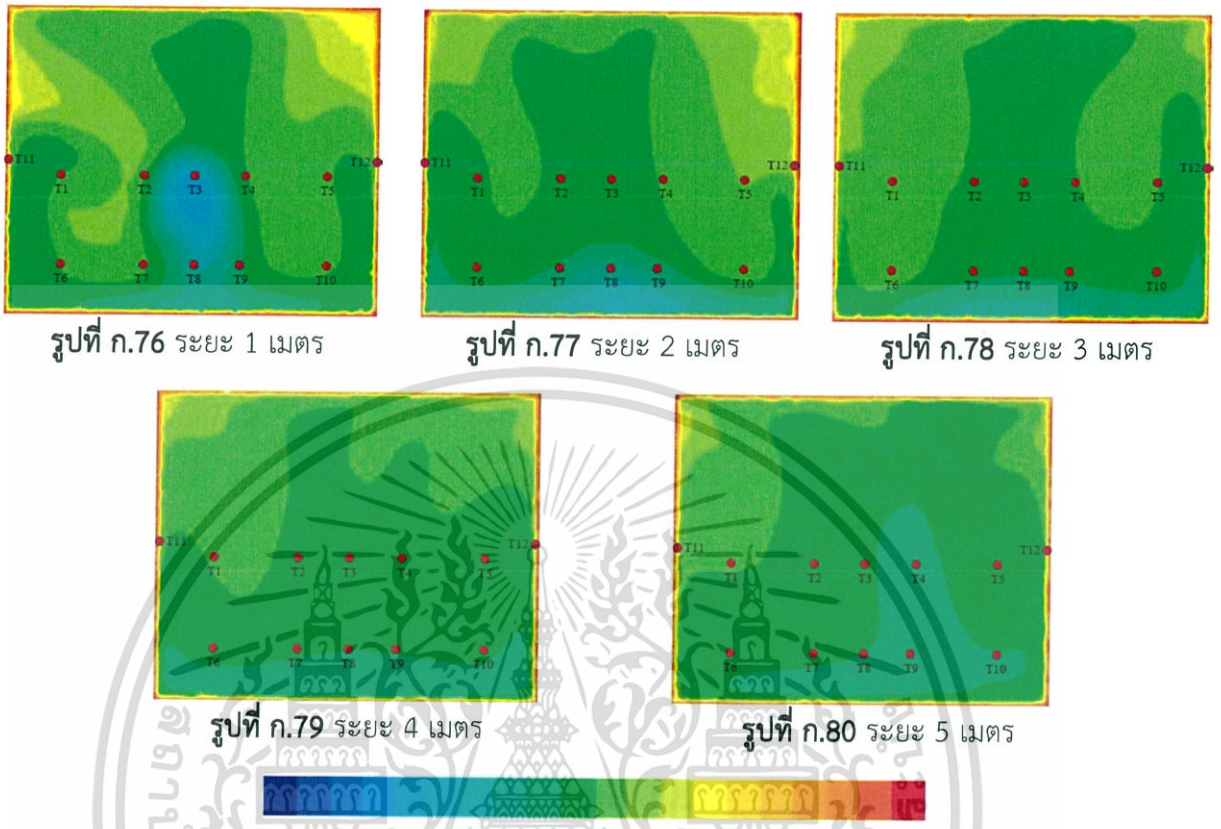 T11 T12
T1 T2 T3 T4 T5
T6 T7 T8 T9 T10
รูปที่ ก.76 ระยะ 1 เมตร
T11 T12
T1 T2 T3 T4 T5
T6 T7 T8 T9 T10
รูปที่ ก.77 ระยะ 2 เมตร
T11 T12
T1 T2 T3 T4 T5
T6 T7 T8 T9 T10
รูปที่ ก.78 ระยะ 3 เมตร
T11 T12
T1 T2 T3 T4 T5
T6 T7 T8 T9 T10
รูปที่ ก.79 ระยะ 4 เมตร
T11 T12
T1 T2 T3 T4 T5
T6 T7 T8 T9 T10
รูปที่ ก.80 ระยะ 5 เมตร